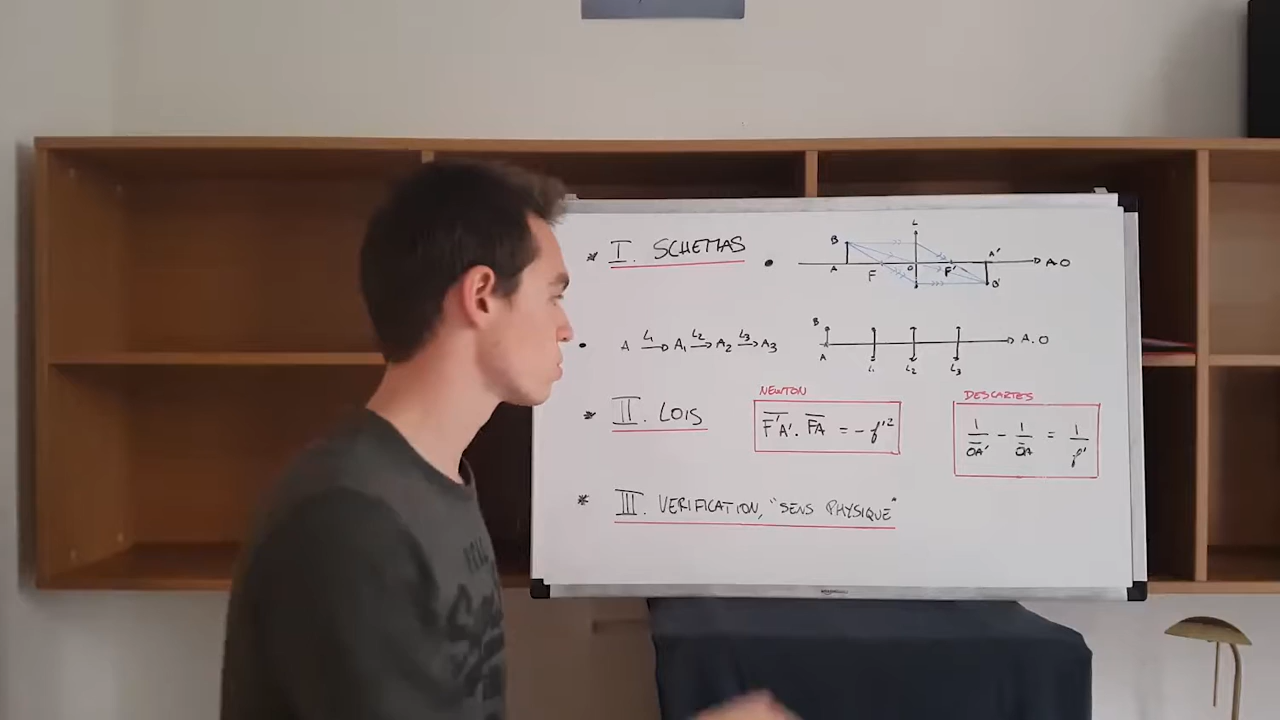 * I. SCHEMAS
L
B
A F O F' A' A.O
B'
A L1→ A1 L2→ A2 L3→ A3
B
A L1 L2 L3 A.O
* II. LOIS
NEWTON
F'A'. FA = -f'²
DESCARTES
1/OA' - 1/OA = 1/f'
* III. VERIFICATION, "SENS PHYSIQUE"